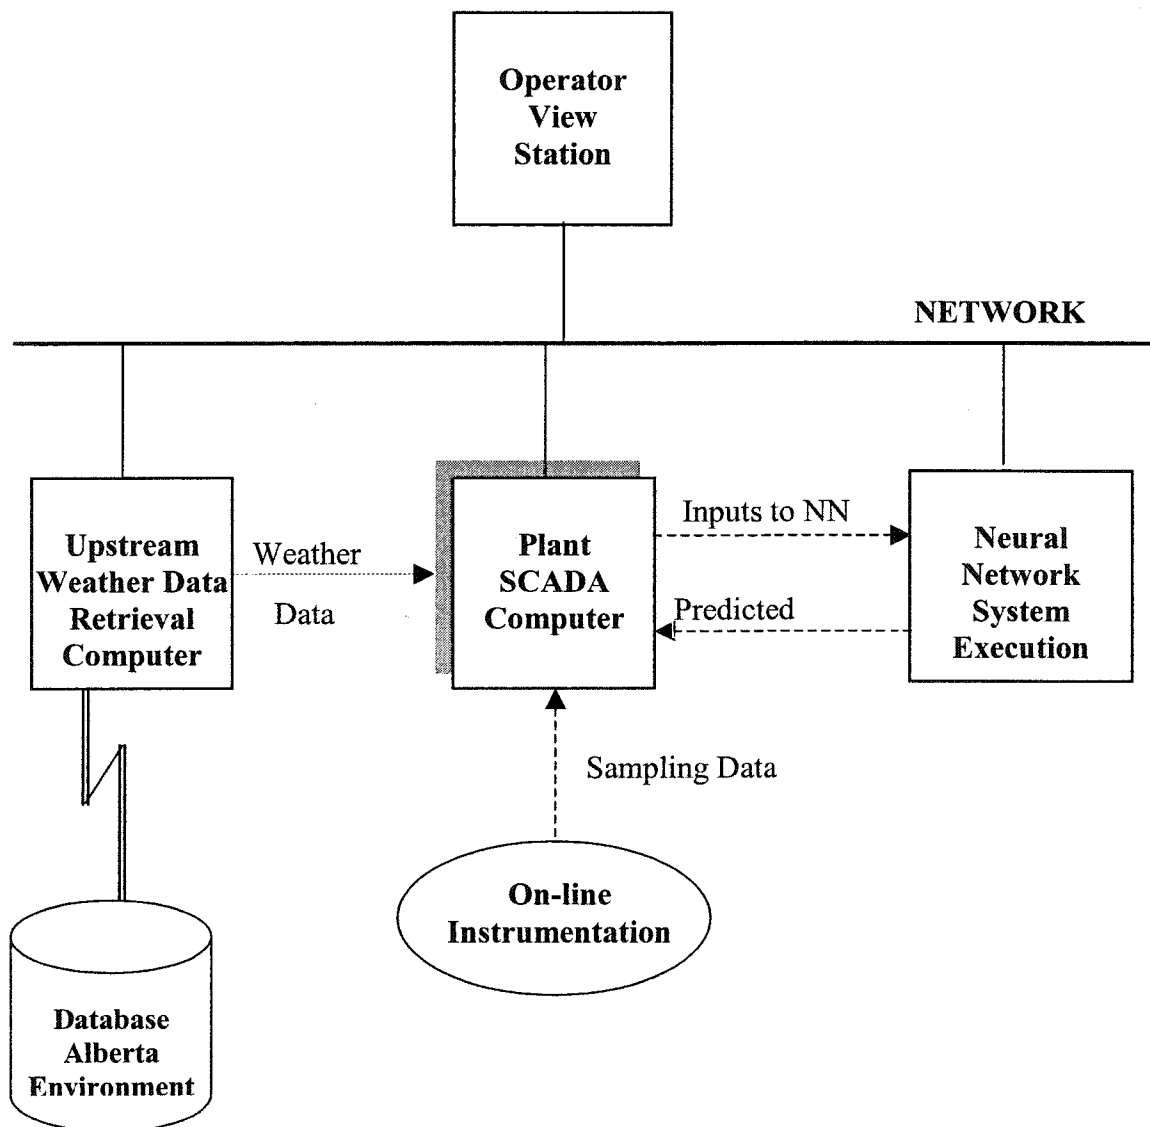 Operator
View
Station
NETWORK
Upstream
Weather Data
Retrieval
Computer
Weather
Data
Plant
SCADA
Computer
Inputs to NN
Predicted
Neural
Network
System
Execution
Sampling Data
On-line
Instrumentation
Database
Alberta
Environment